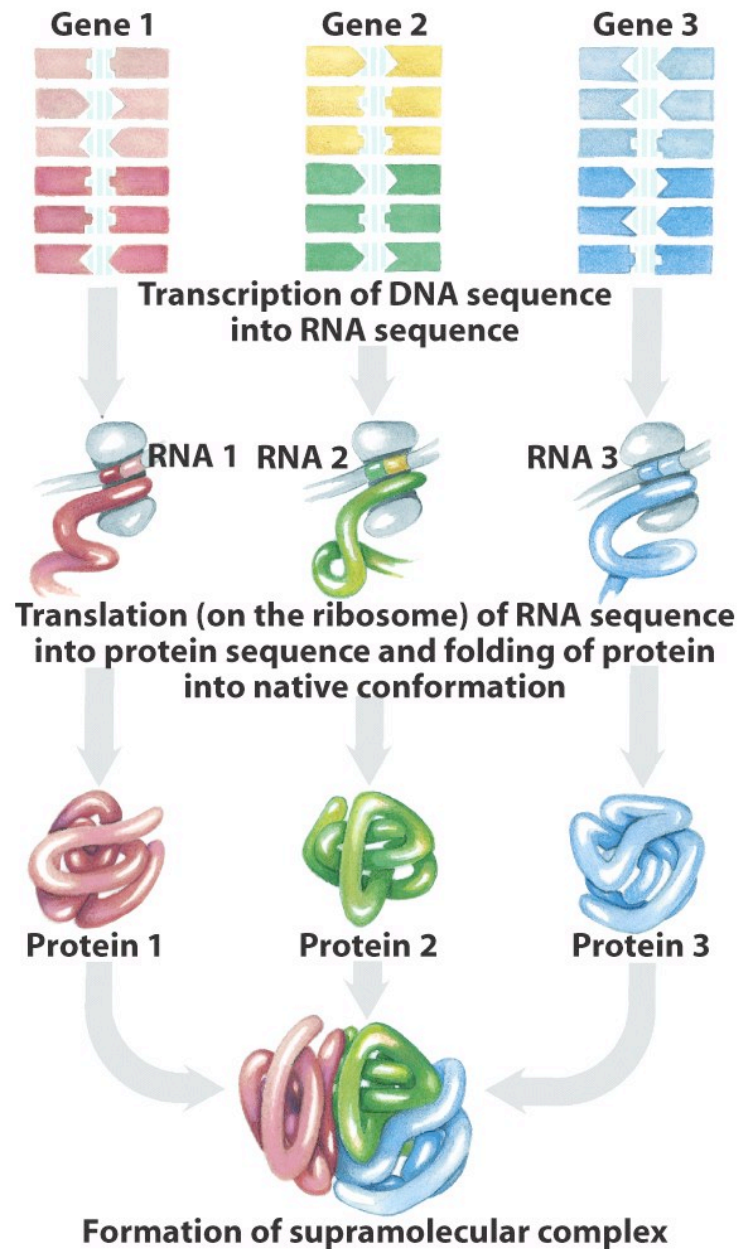 Gene 1
Gene 2
Gene 3
Transcription of DNA sequence
into RNA sequence
RNA 1
RNA 2
RNA 3
Translation (on the ribosome) of RNA sequence
into protein sequence and folding of protein
into native conformation
Protein 1
Protein 2
Protein 3
Formation of supramolecular complex